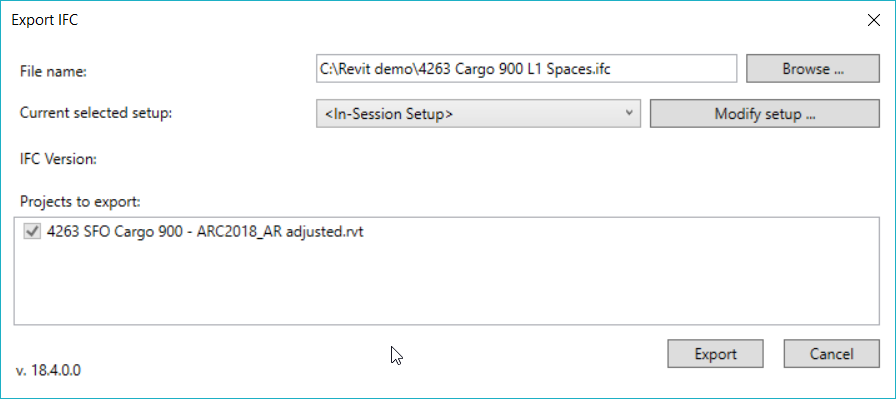 Export IFC
File name: C:\Revit demo\4263 Cargo 900 L1 Spaces.ifc Browse ...
Current selected setup: <In-Session Setup> Modify setup ...
IFC Version:
Projects to export:
4263 SFO Cargo 900 - ARC2018_AR adjusted.rvt
Export Cancel
v. 18.4.0.0